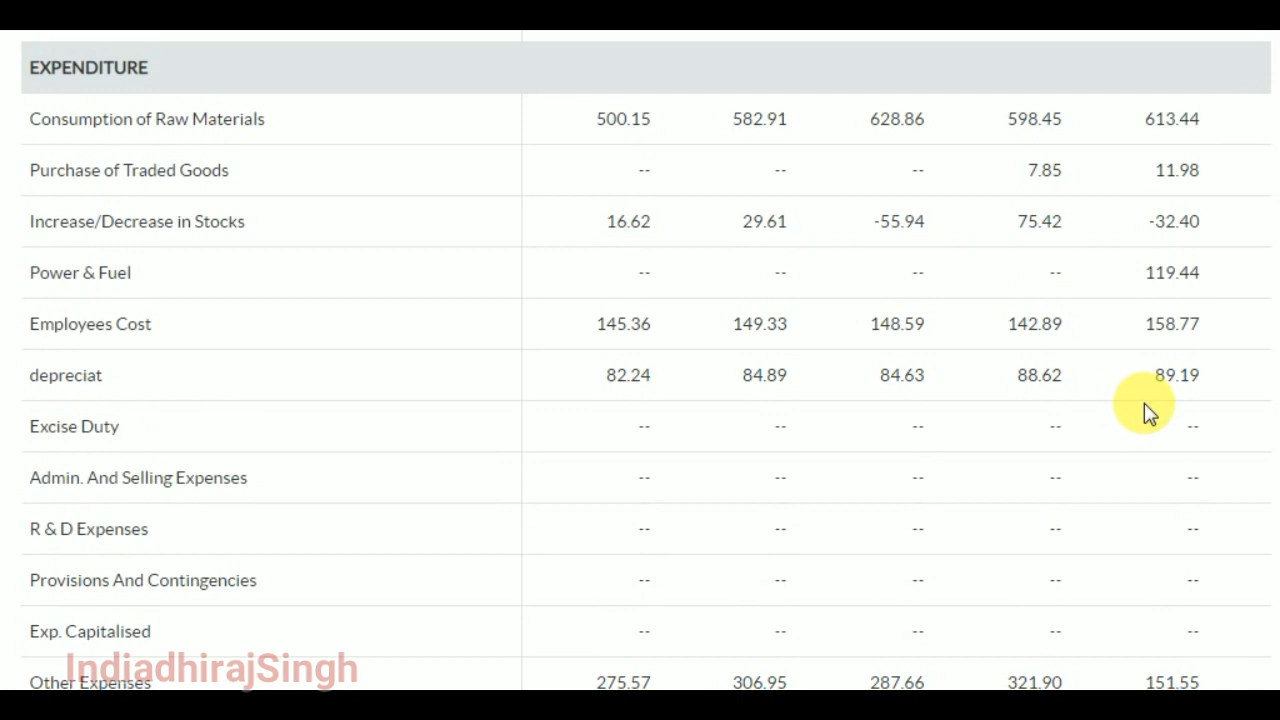 EXPENDITURE
Consumption of Raw Materials 500.15 582.91 628.86 598.45 613.44
Purchase of Traded Goods -- -- -- 7.85 11.98
Increase/Decrease in Stocks 16.62 29.61 -55.94 75.42 -32.40
Power & Fuel -- -- -- -- 119.44
Employees Cost 145.36 149.33 148.59 142.89 158.77
depreciat 82.24 84.89 84.63 88.62 89.19
Excise Duty -- -- -- -- --
Admin. And Selling Expenses -- -- -- -- --
R & D Expenses -- -- -- -- --
Provisions And Contingencies -- -- -- -- --
Exp. Capitalised -- -- -- -- --
IndiadhirajSingh
Other Expenses 275.57 306.95 287.66 321.90 151.55